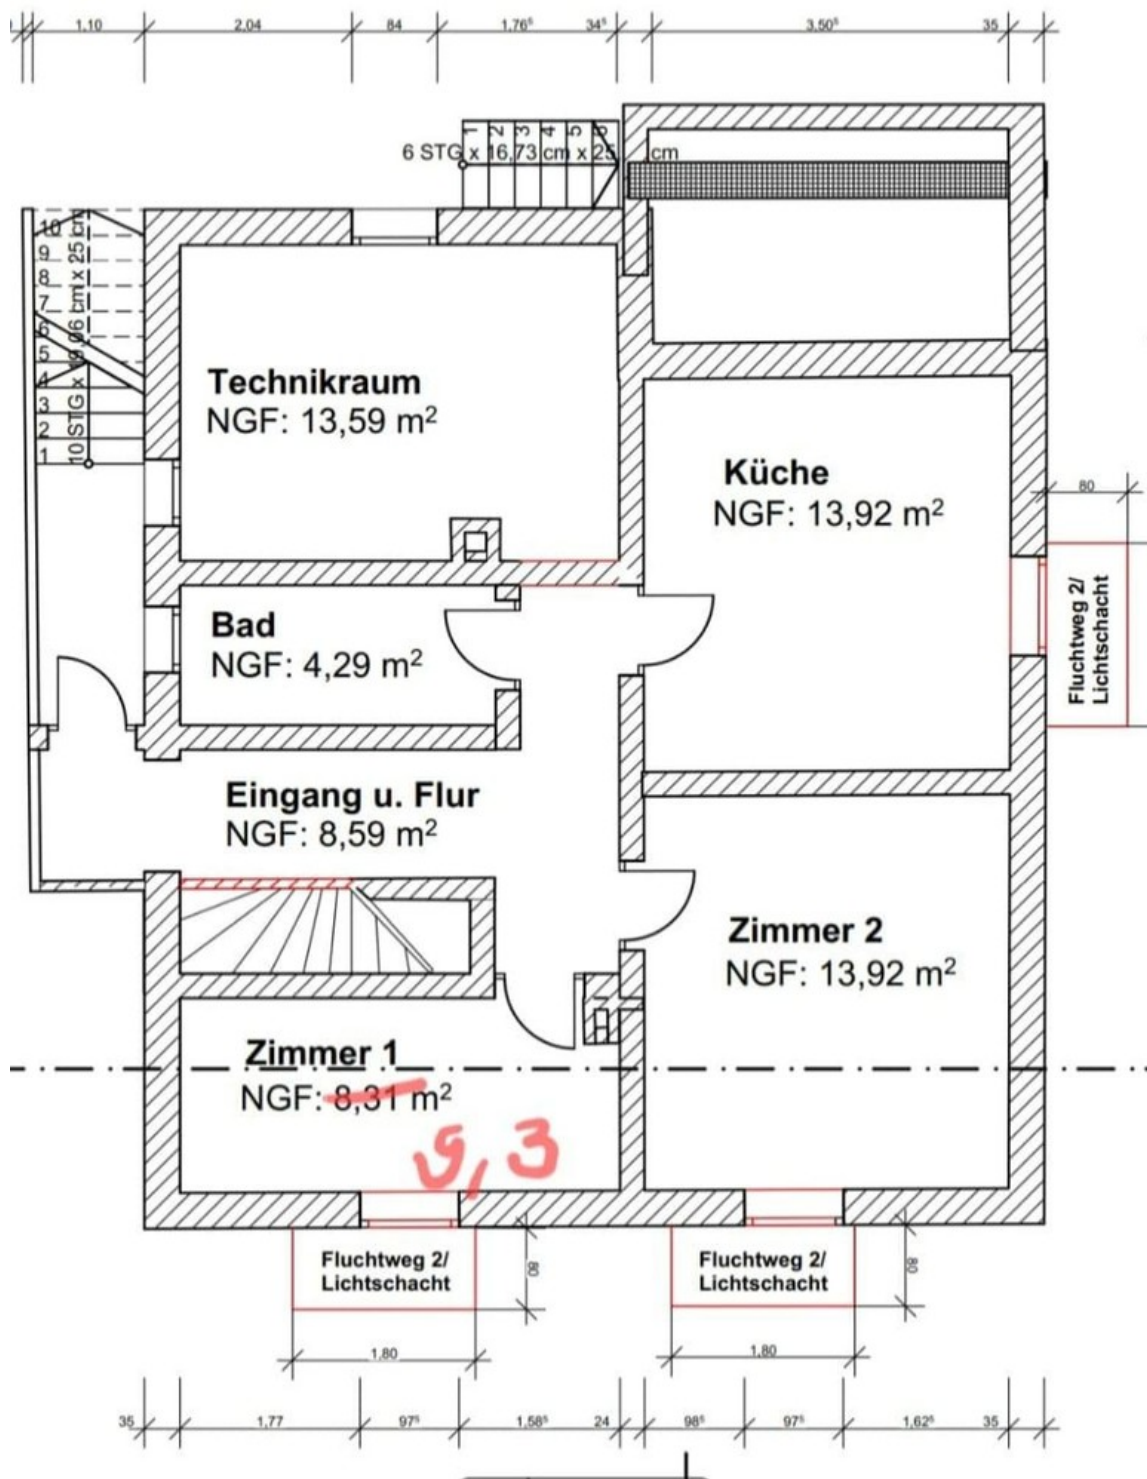 1,10 2,04 84 1,76⁵ 34⁵ 3,50⁵ 35
1 2 3 4 5 6
6 STG x 16,73 cm x 25 cm
10
9
8
7
6
5
4
3
2
1
10 STG x 19,06 cm x 25 cm
Technikraum
NGF: 13,59 m²
Küche
NGF: 13,92 m²
80
Fluchtweg 2/
Lichtschacht
Bad
NGF: 4,29 m²
Eingang u. Flur
NGF: 8,59 m²
Zimmer 2
NGF: 13,92 m²
Zimmer 1
NGF: 8,31 m²
9,3
Fluchtweg 2/
Lichtschacht
80
Fluchtweg 2/
Lichtschacht
80
1,80
1,80
35 1,77 97⁵ 1,58⁵ 24 98⁵ 97⁵ 1,62⁵ 35